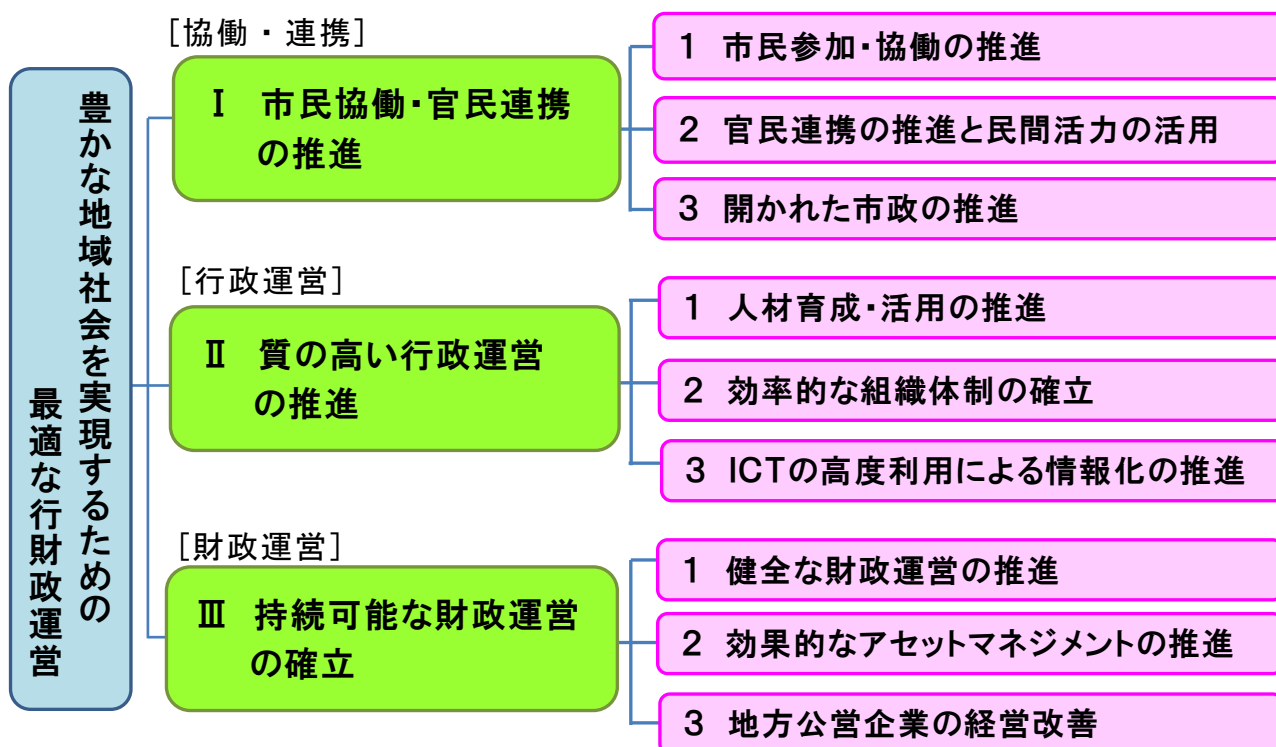 豊かな地域社会を実現するための
最適な行財政運営
［協働・連携］
Ⅰ 市民協働・官民連携
の推進
1 市民参加・協働の推進
2 官民連携の推進と民間活力の活用
3 開かれた市政の推進
［行政運営］
Ⅱ 質の高い行政運営
の推進
1 人材育成・活用の推進
2 効率的な組織体制の確立
3 ICTの高度利用による情報化の推進
［財政運営］
Ⅲ 持続可能な財政運営
の確立
1 健全な財政運営の推進
2 効果的なアセットマネジメントの推進
3 地方公営企業の経営改善